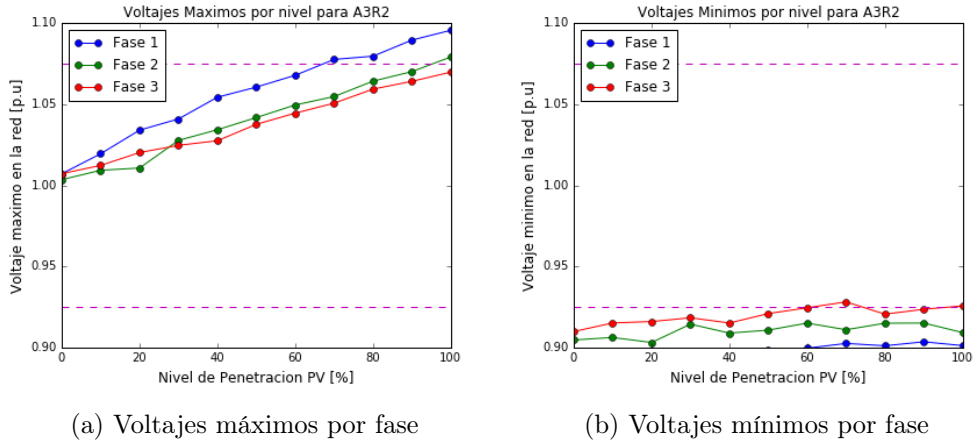 Voltajes Maximos por nivel para A3R2
1.10
1.05
1.00
0.95
0.90
Voltaje maximo en la red [p.u]
Fase 1
Fase 2
Fase 3
0 20 40 60 80 100
Nivel de Penetracion PV [%]
(a) Voltajes máximos por fase
Voltajes Minimos por nivel para A3R2
1.10
1.05
1.00
0.95
0.90
Voltaje minimo en la red [p.u]
Fase 1
Fase 2
Fase 3
0 20 40 60 80 100
Nivel de Penetracion PV [%]
(b) Voltajes mínimos por fase